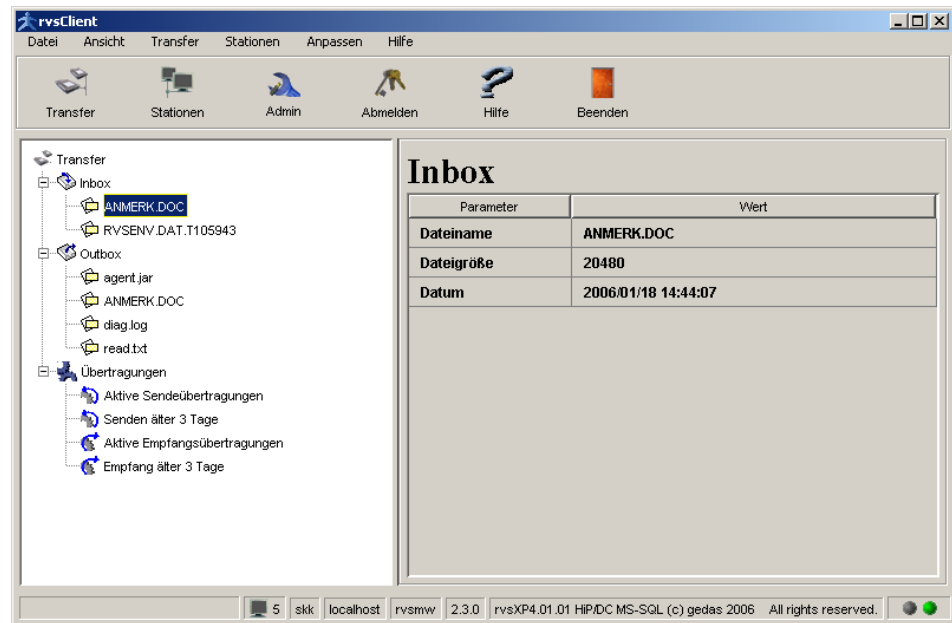 rvsClient
Datei Ansicht Transfer Stationen Anpassen Hilfe
Transfer Stationen Admin Abmelden Hilfe Beenden
Transfer
Inbox
ANMERK.DOC
RVSENV.DAT.T105943
Outbox
agent.jar
ANMERK.DOC
diag.log
read.txt
Übertragungen
Aktive Sendeübertragungen
Senden älter 3 Tage
Aktive Empfangsübertragungen
Empfang älter 3 Tage
Inbox
Parameter Wert
Dateiname ANMERK.DOC
Dateigröße 20480
Datum 2006/01/18 14:44:07
5 skk localhost rvsmw 2.3.0 rvsXP4.01.01 HiP/DC MS-SQL (c) gedas 2006 All rights reserved.